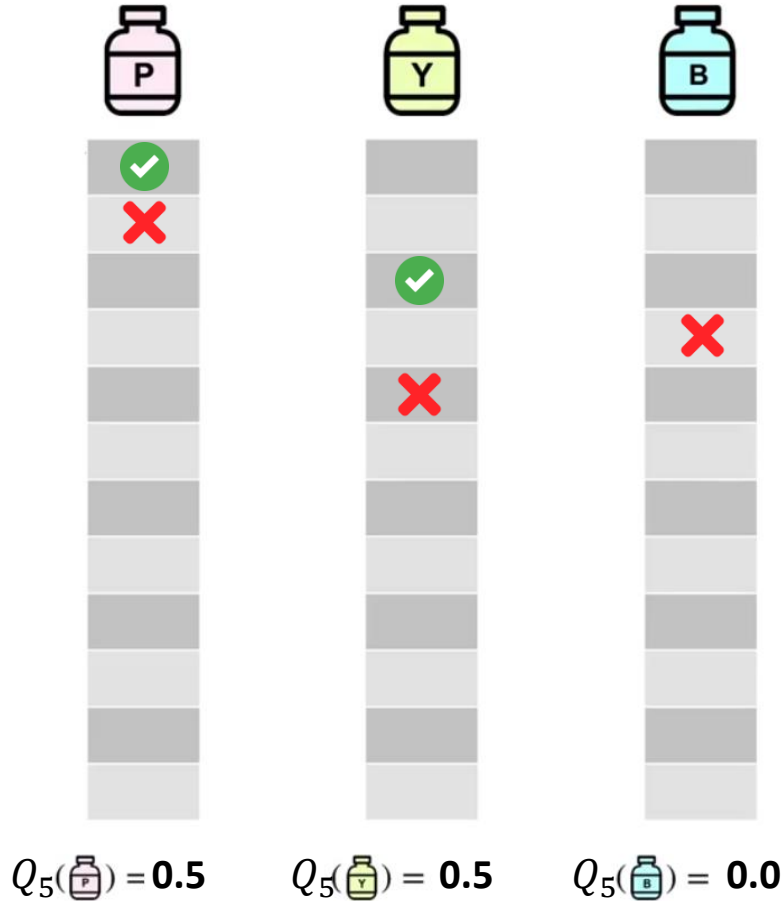 P Y B
Q₅(P) = 0.5 Q₅(Y) = 0.5 Q₅(B) = 0.0